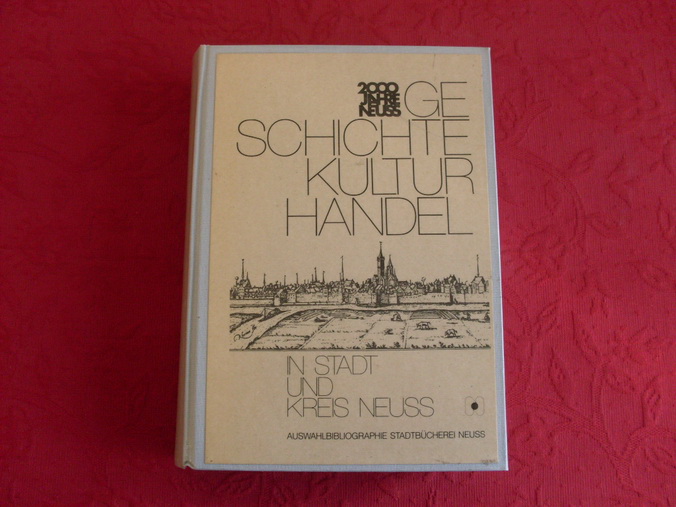 2000
JAHRE
NEUSS
GE
SCHICHTE
KULTUR
HANDEL
IN STADT
UND
KREIS NEUSS
AUSWAHLBIBLIOGRAPHIE STADTBÜCHEREI NEUSS